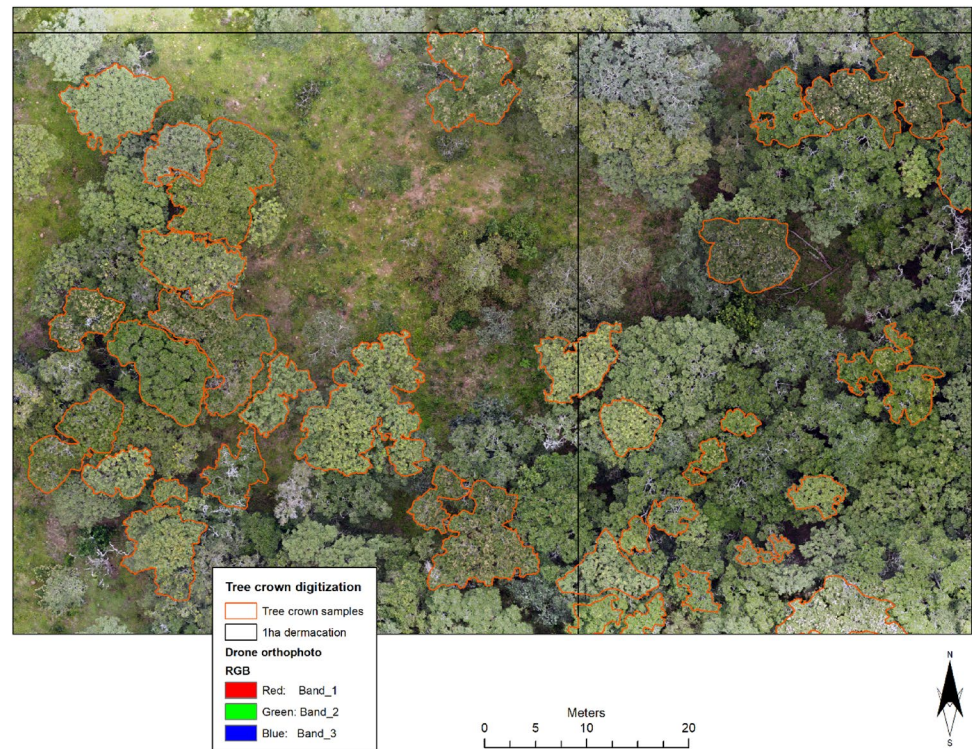 Tree crown digitization
Tree crown samples
1ha dermacation
Drone orthophoto
RGB
Red: Band_1
Green: Band_2
Blue: Band_3
Meters
0 5 10 20
N
S